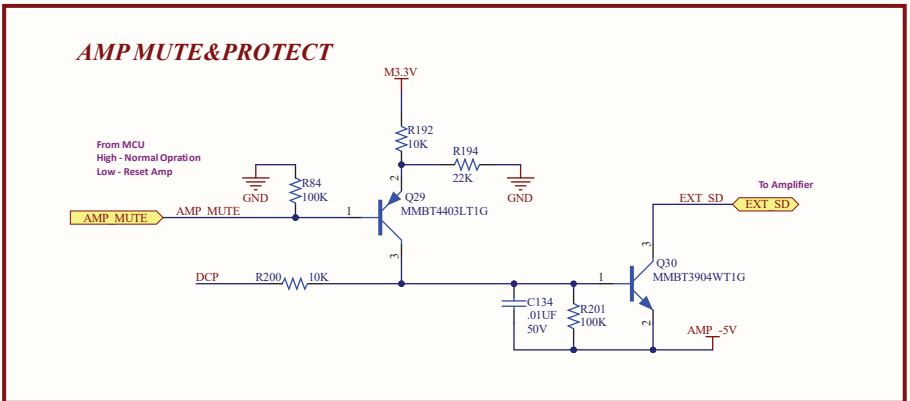 AMP MUTE&PROTECT
M3.3V
R192
10K
From MCU
High - Normal Opration
Low - Reset Amp
R194
22K
GND
R84
100K
GND
2
Q29
MMBT4403LT1G
To Amplifier
AMP_MUTE
AMP_MUTE
1
EXT_SD
EXT_SD
3
3
Q30
MMBT3904WT1G
DCP
R200
10K
1
C134
.01UF
50V
R201
100K
2
AMP_-5V